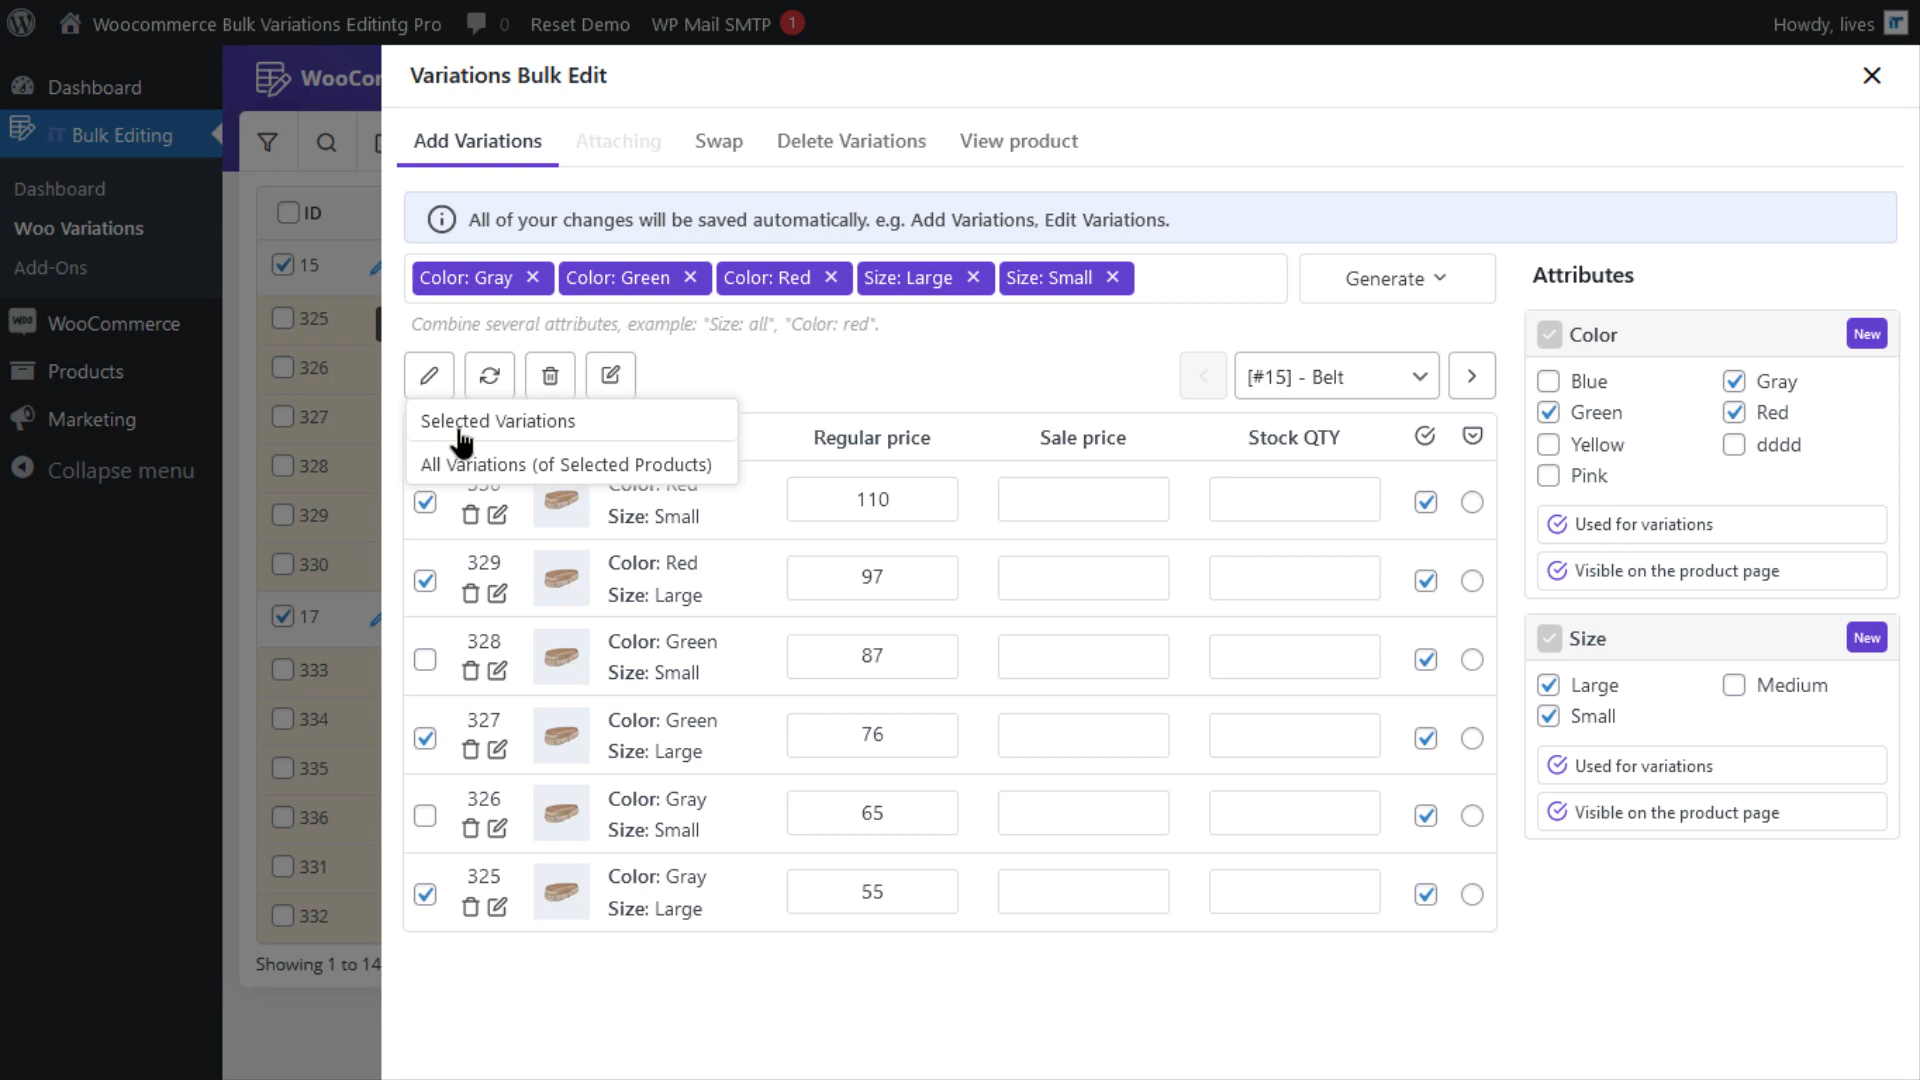 Woocommerce Bulk Variations Editintg Pro
0
Reset Demo
WP Mail SMTP
1
Howdy, lives
iT
Dashboard
iT Bulk Editing
Dashboard
Woo Variations
Add-Ons
WOO
WooCommerce
Products
Marketing
Collapse menu
WooCor
ID
15
325
326
327
328
329
330
17
333
334
335
336
331
332
Showing 1 to 14
Variations Bulk Edit
Add Variations
Attaching
Swap
Delete Variations
View product
All of your changes will be saved automatically. e.g. Add Variations, Edit Variations.
Color: Gray
Color: Green
Color: Red
Size: Large
Size: Small
Generate
Combine several attributes, example: "Size: all", "Color: red".
[#15] - Belt
Selected Variations
All Variations (of Selected Products)
Regular price
Sale price
Stock QTY
330
Color: Red
Size: Small
110
329
Color: Red
Size: Large
97
328
Color: Green
Size: Small
87
327
Color: Green
Size: Large
76
326
Color: Gray
Size: Small
65
325
Color: Gray
Size: Large
55
Attributes
Color
New
Blue
Gray
Green
Red
Yellow
dddd
Pink
Used for variations
Visible on the product page
Size
New
Large
Medium
Small
Used for variations
Visible on the product page